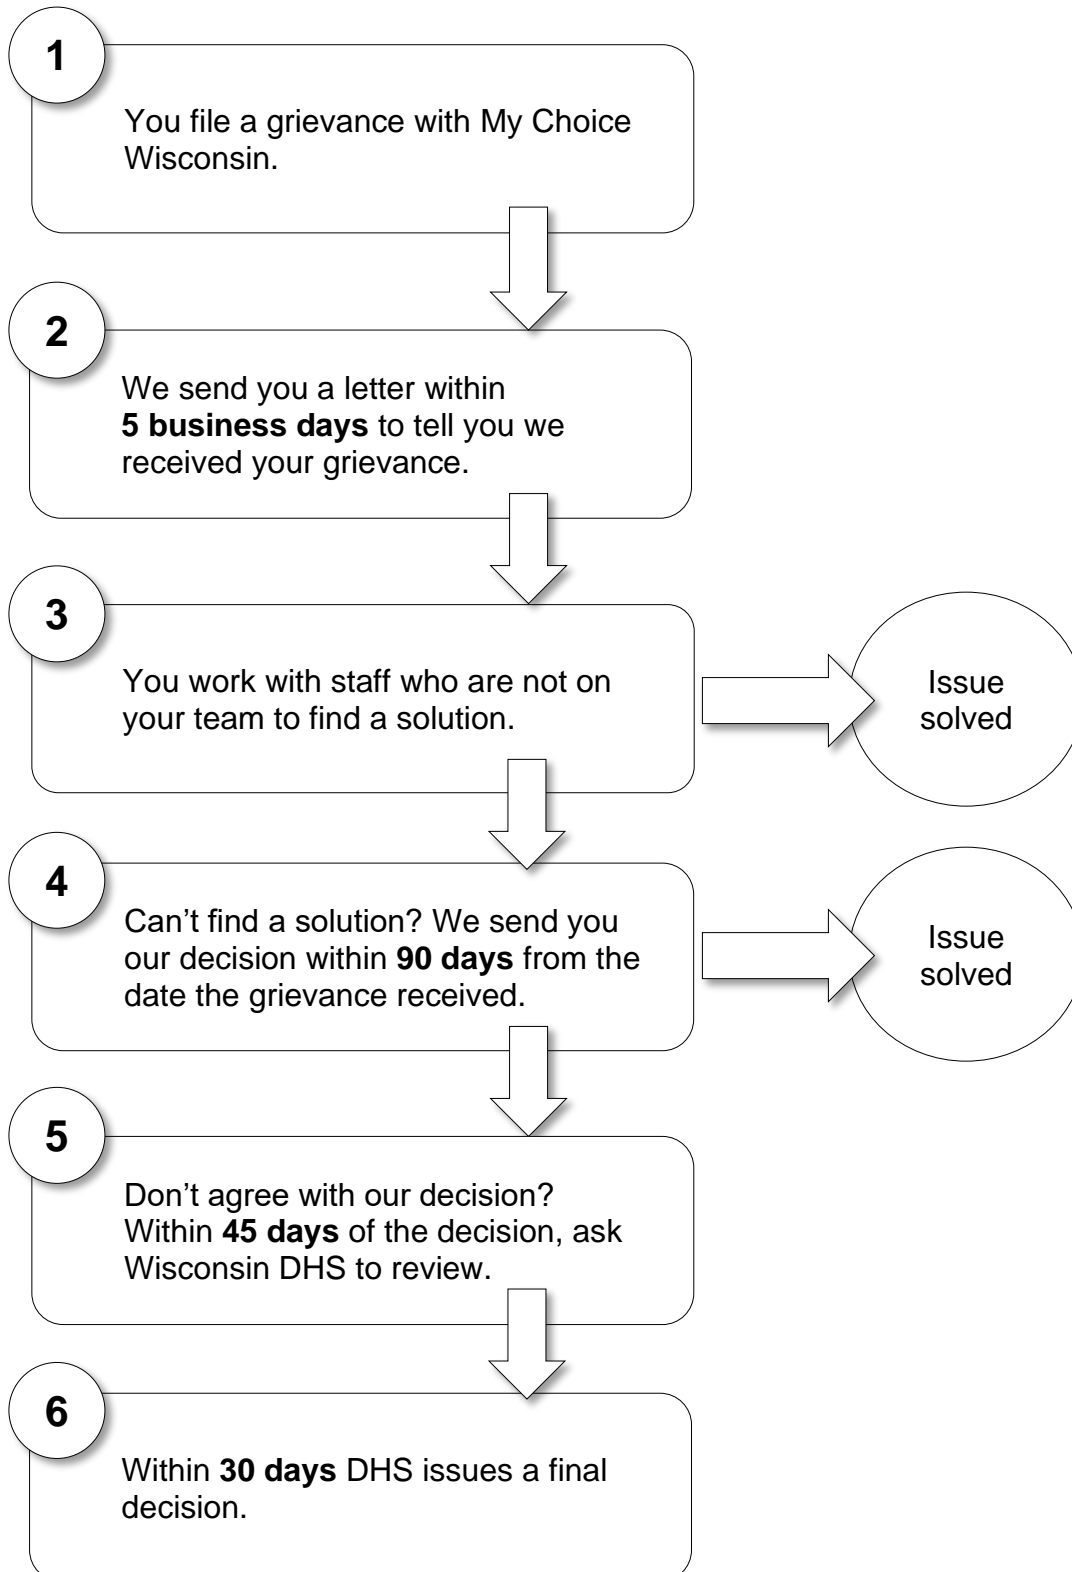 1
You file a grievance with My Choice
Wisconsin.
2
We send you a letter within
5 business days to tell you we
received your grievance.
3
You work with staff who are not on
your team to find a solution.
Issue
solved
4
Can’t find a solution? We send you
our decision within 90 days from the
date the grievance received.
Issue
solved
5
Don’t agree with our decision?
Within 45 days of the decision, ask
Wisconsin DHS to review.
6
Within 30 days DHS issues a final
decision.